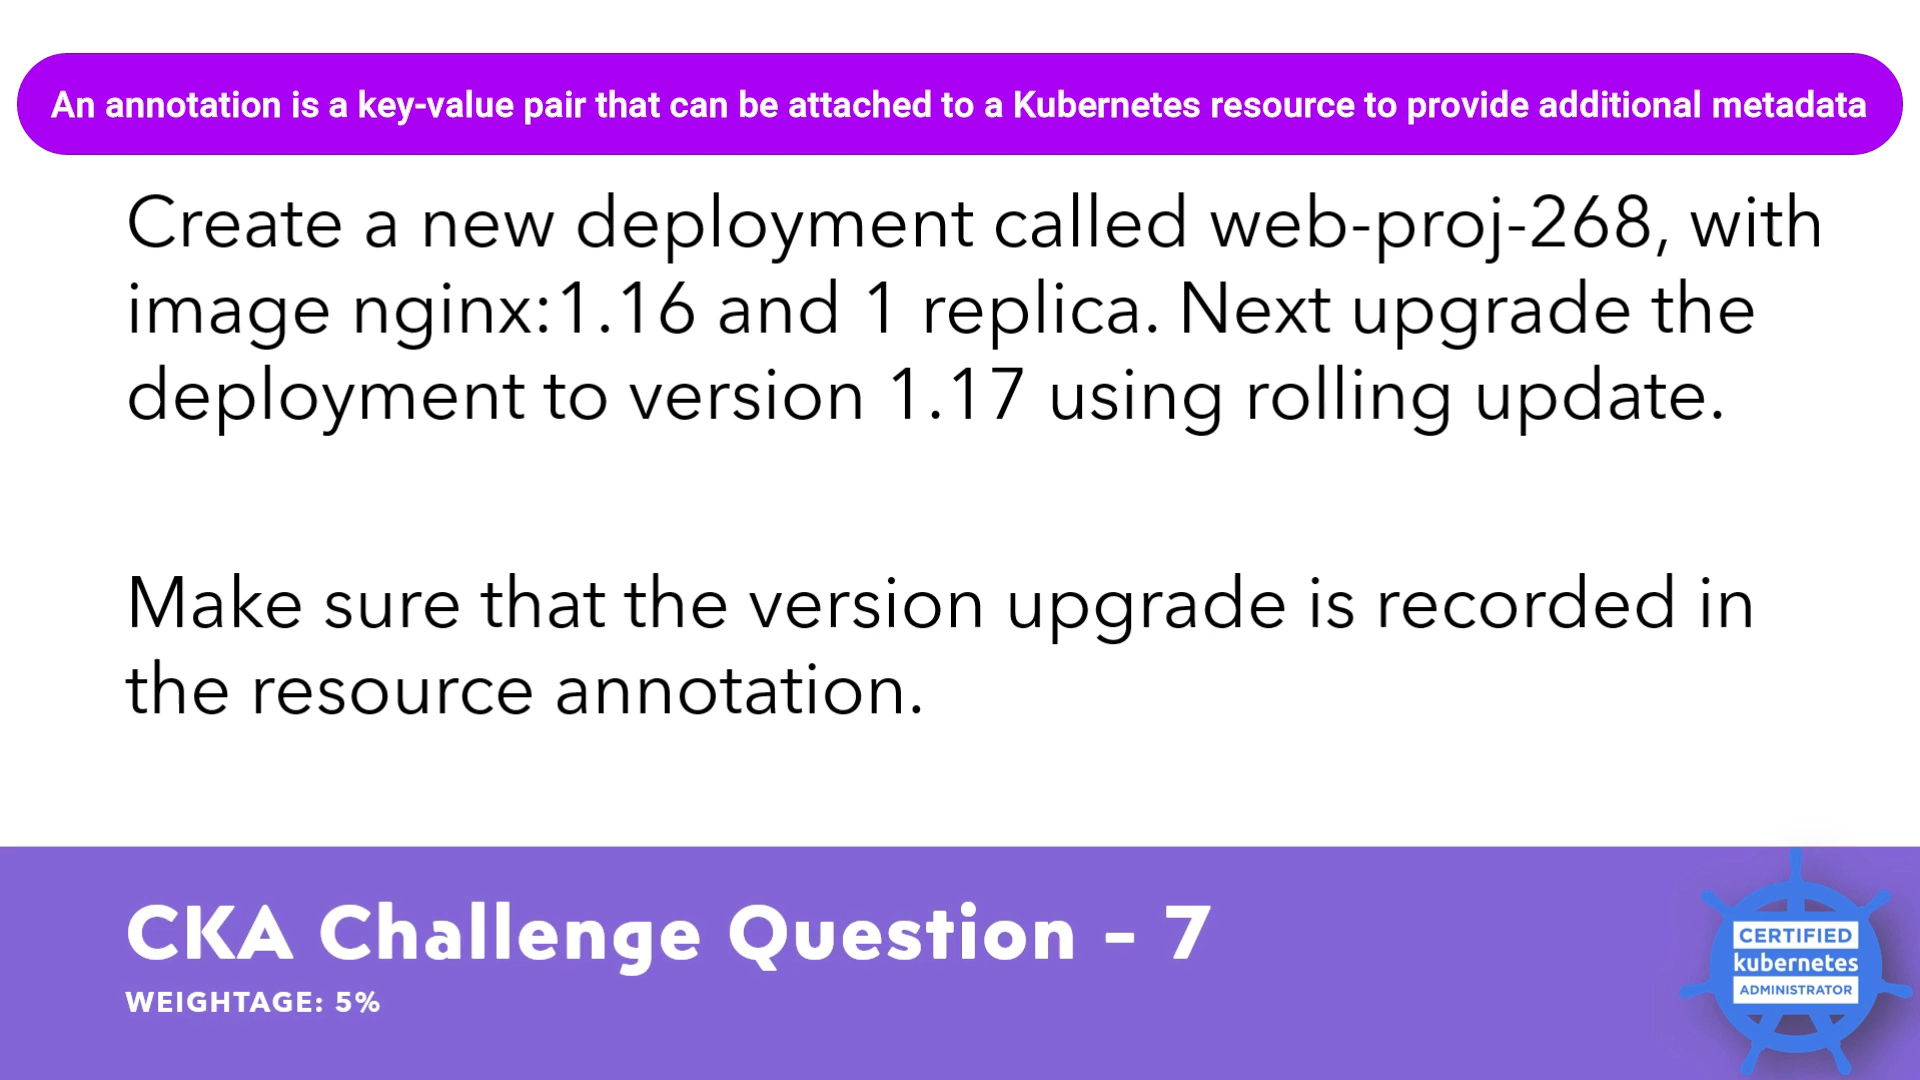 An annotation is a key-value pair that can be attached to a Kubernetes resource to provide additional metadata
Create a new deployment called web-proj-268, with
image nginx:1.16 and 1 replica. Next upgrade the
deployment to version 1.17 using rolling update.
Make sure that the version upgrade is recorded in
the resource annotation.
CKA Challenge Question - 7
WEIGHTAGE: 5%
CERTIFIED
kubernetes
ADMINISTRATOR